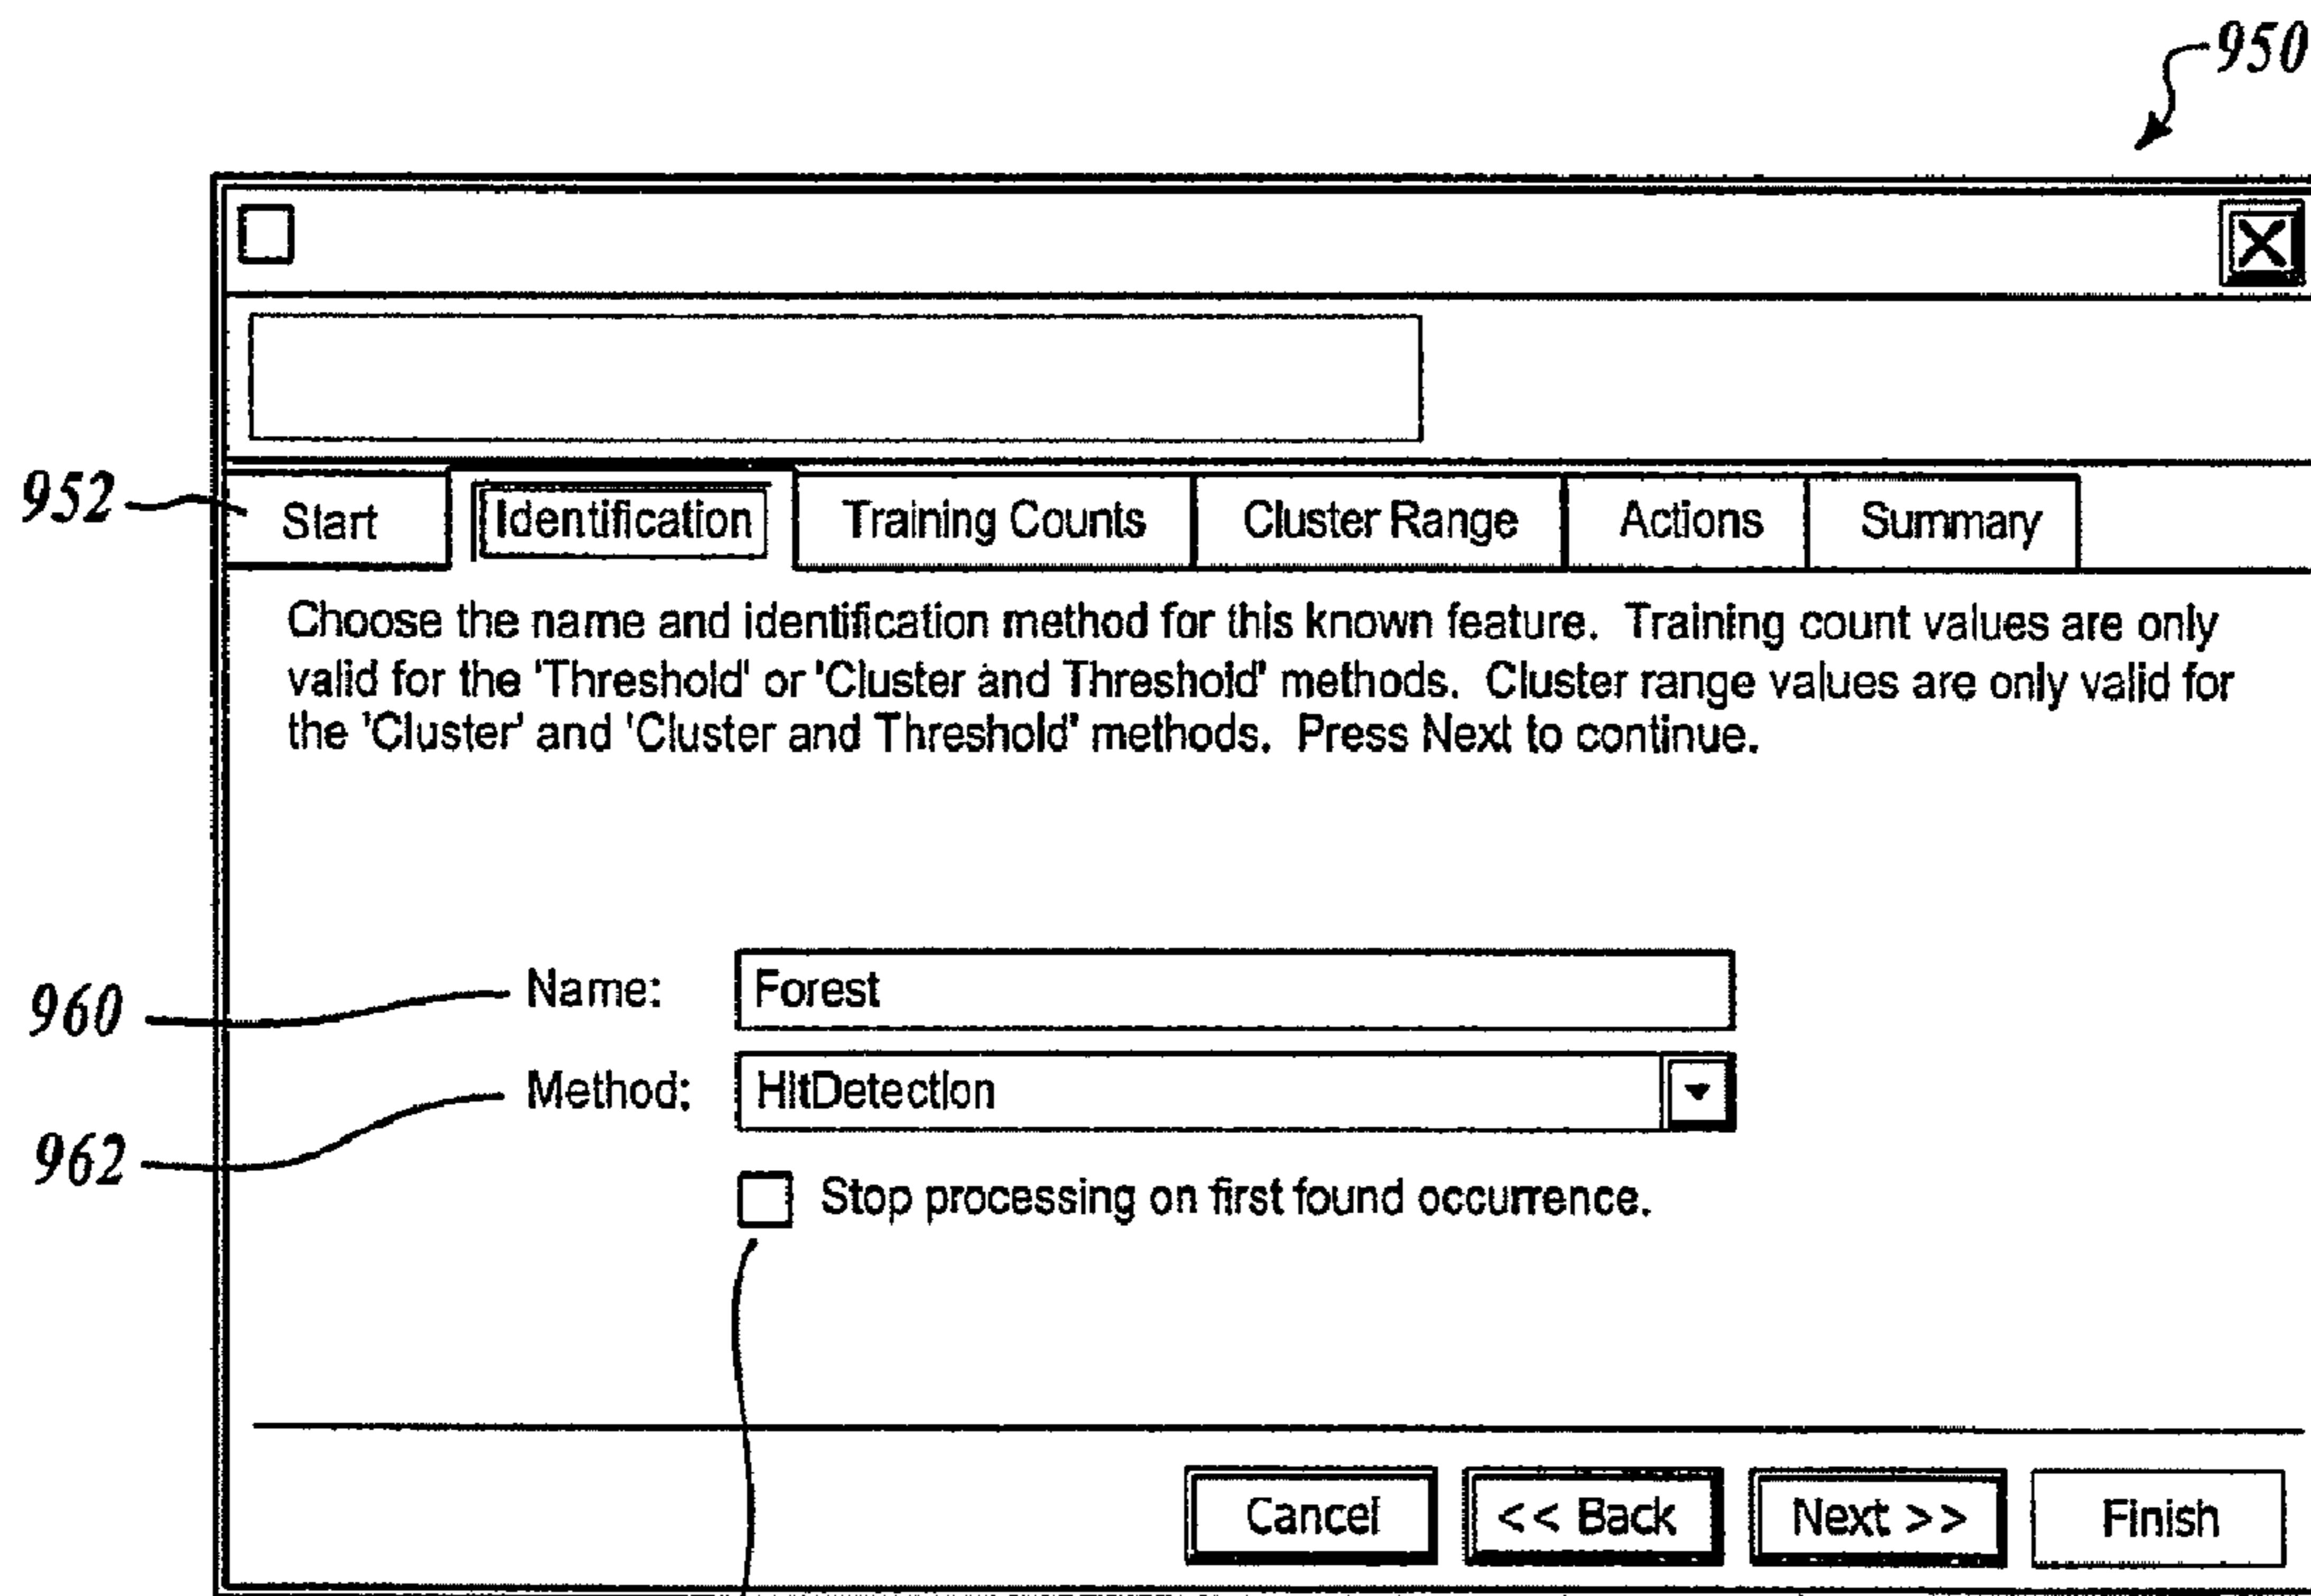 950
952
Start Identification Training Counts Cluster Range Actions Summary
Choose the name and identification method for this known feature. Training count values are only
valid for the 'Threshold' or 'Cluster and Threshold' methods. Cluster range values are only valid for
the 'Cluster' and 'Cluster and Threshold' methods. Press Next to continue.
960
Name: Forest
Method: HitDetection
962
Stop processing on first found occurrence.
Cancel << Back Next >> Finish